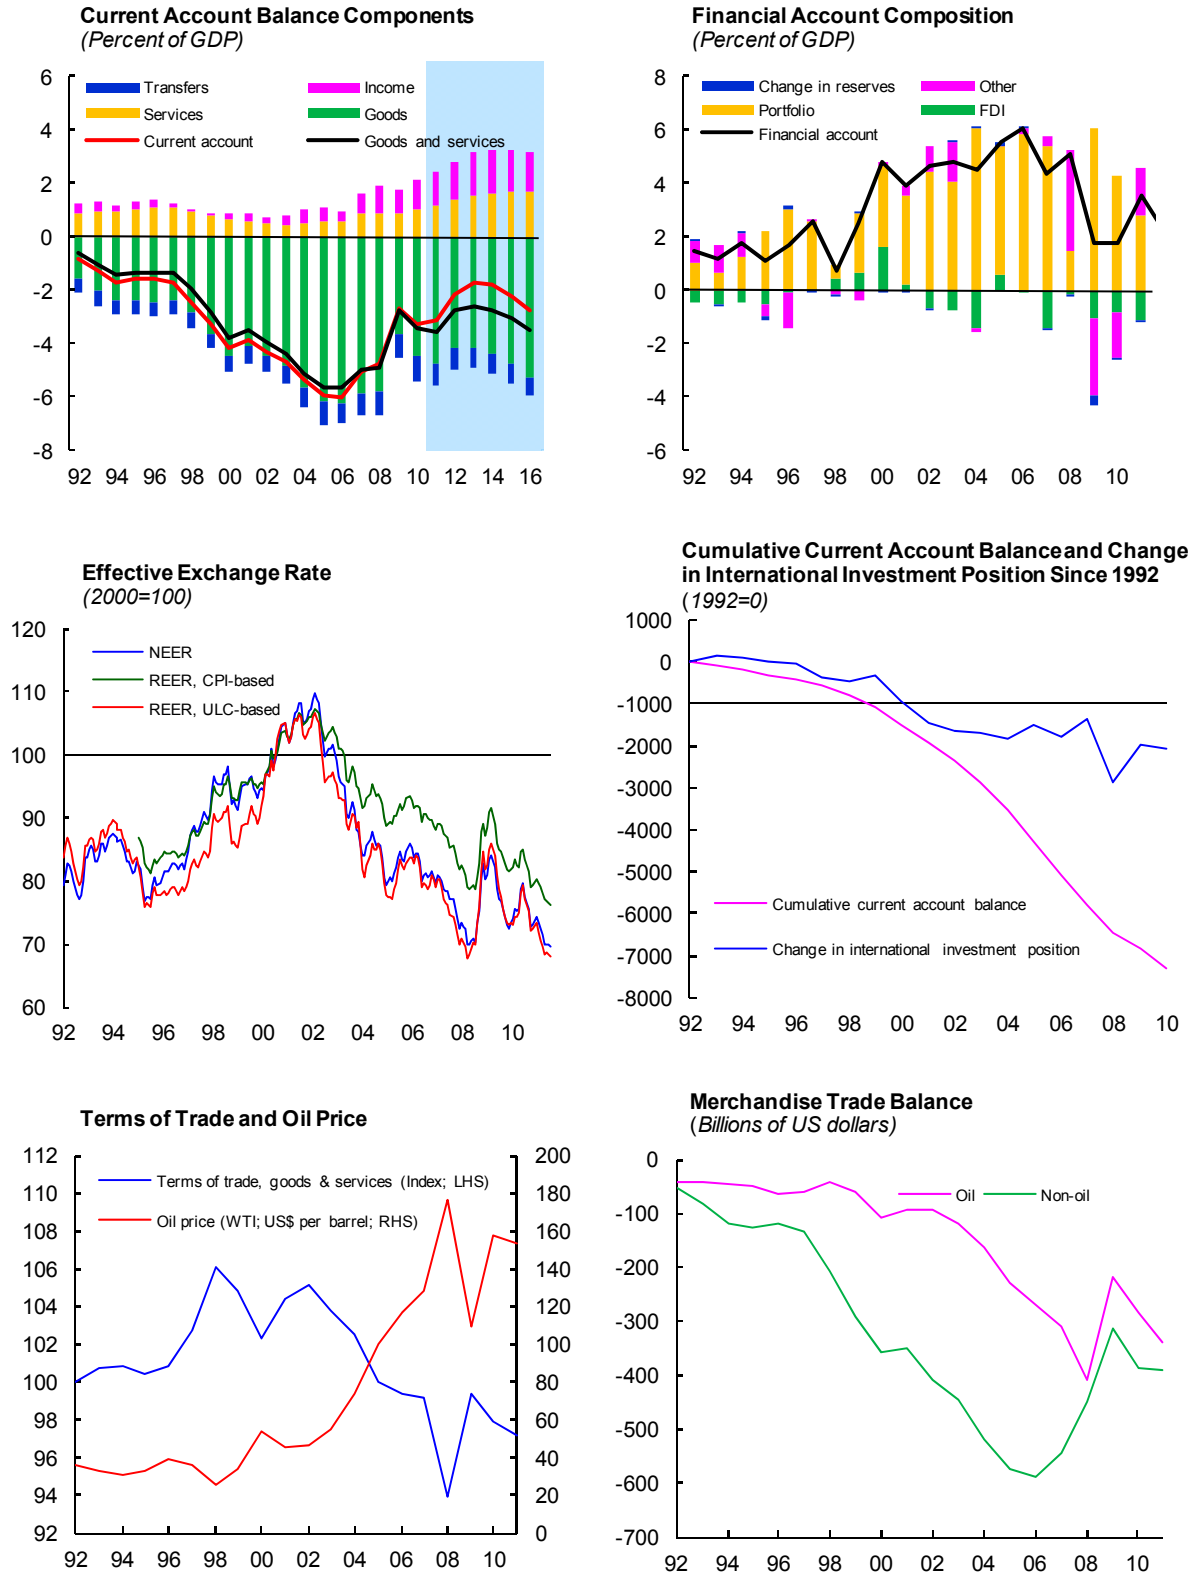 Current Account Balance Components
(Percent of GDP)
6
4
2
0
-2
-4
-6
-8
Transfers
Income
Services
Goods
Current account
Goods and services
92 94 96 98 00 02 04 06 08 10 12 14 16
Financial Account Composition
(Percent of GDP)
8
6
4
2
0
-2
-4
-6
Change in reserves
Other
Portfolio
FDI
Financial account
92 94 96 98 00 02 04 06 08 10
Effective Exchange Rate
(2000=100)
120
110
100
90
80
70
60
NEER
REER, CPI-based
REER, ULC-based
92 94 96 98 00 02 04 06 08 10
Cumulative Current Account Balance and Change
in International Investment Position Since 1992
(1992=0)
1000
0
-1000
-2000
-3000
-4000
-5000
-6000
-7000
-8000
Cumulative current account balance
Change in international investment position
92 94 96 98 00 02 04 06 08 10
Terms of Trade and Oil Price
112
110
108
106
104
102
100
98
96
94
92
Terms of trade, goods & services (Index; LHS)
Oil price (WTI; US$ per barrel; RHS)
200
180
160
140
120
100
80
60
40
20
0
92 94 96 98 00 02 04 06 08 10
Merchandise Trade Balance
(Billions of US dollars)
0
-100
-200
-300
-400
-500
-600
-700
Oil
Non-oil
92 94 96 98 00 02 04 06 08 10